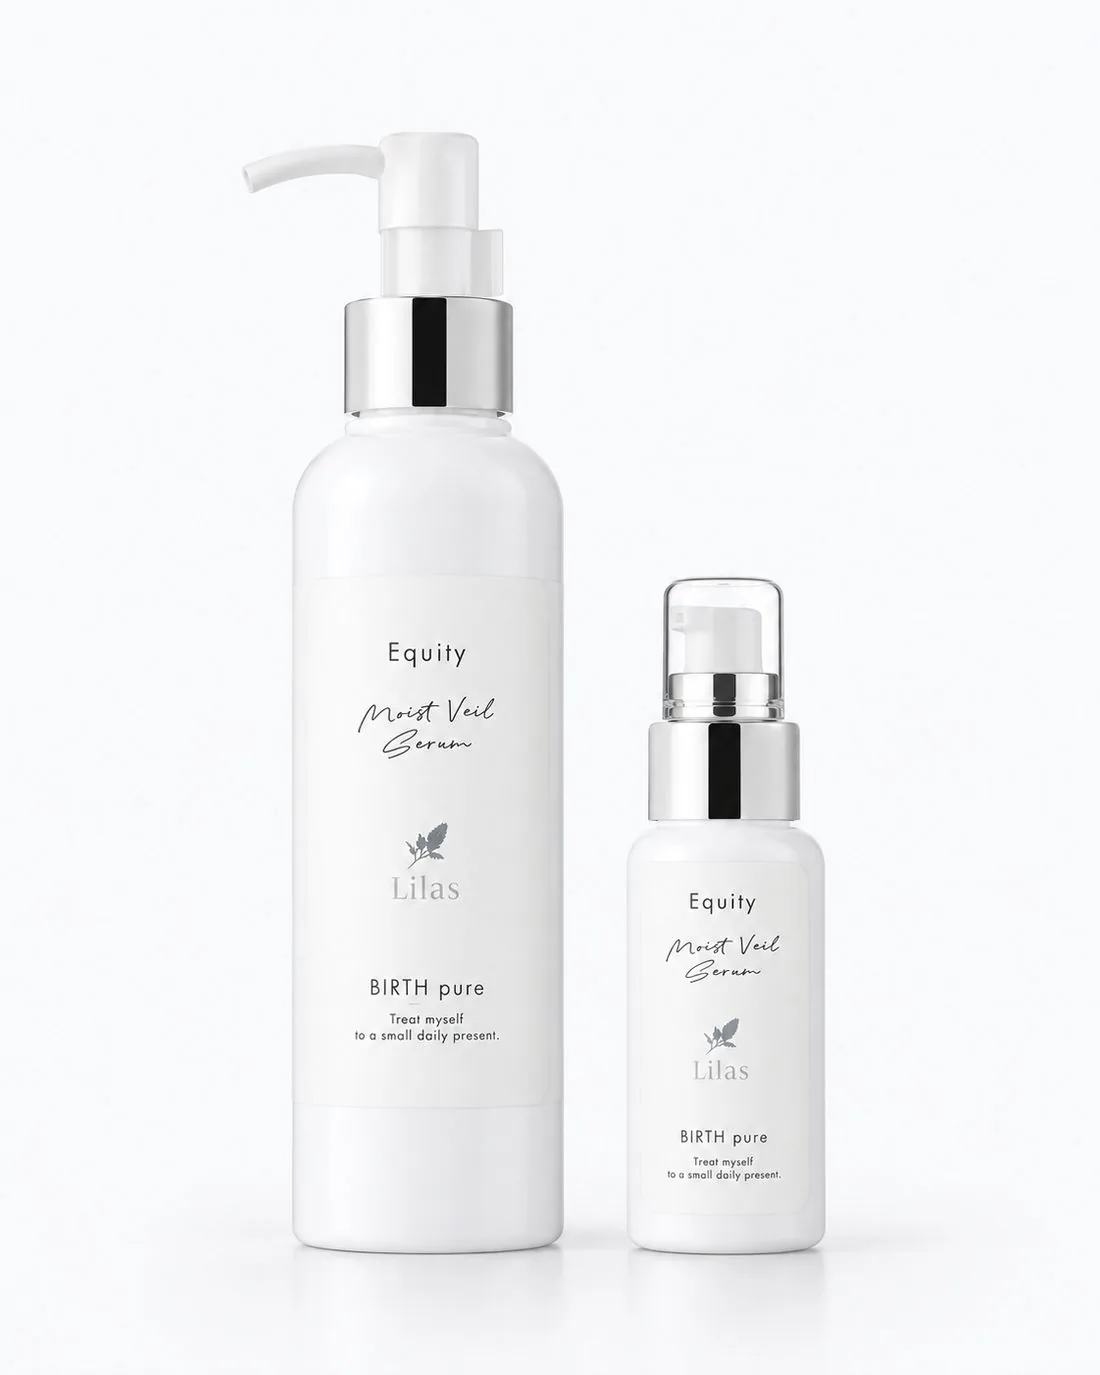 Equity
Moist Veil
Serum
Lilas
BIRTH pure
Treat myself
to a small daily present.
Equity
Moist Veil
Serum
Lilas
BIRTH pure
Treat myself
to a small daily present.